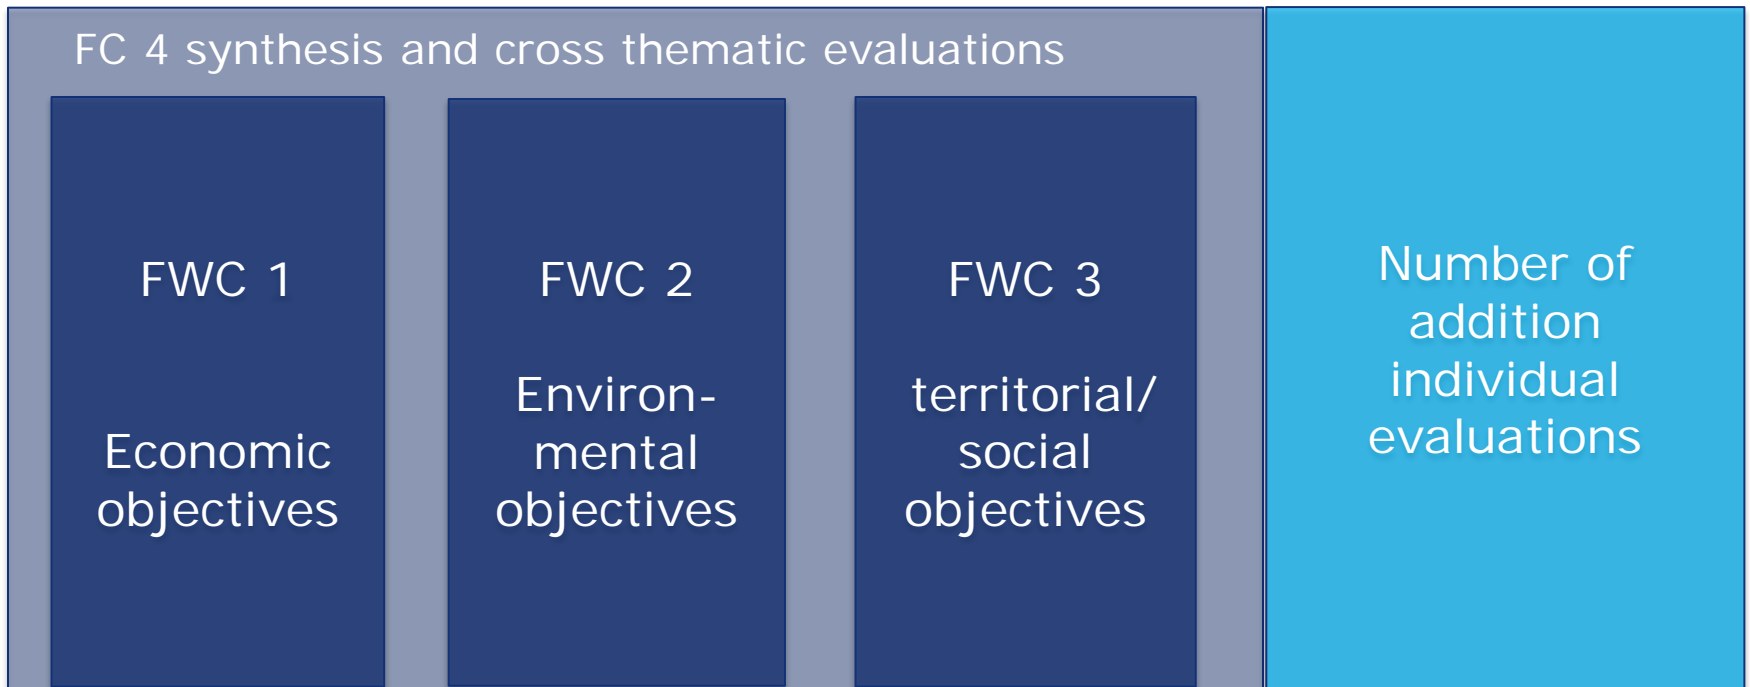 FC 4 synthesis and cross thematic evaluations
FWC 1
Economic
objectives
FWC 2
Environ-
mental
objectives
FWC 3
territorial/
social
objectives
Number of
addition
individual
evaluations